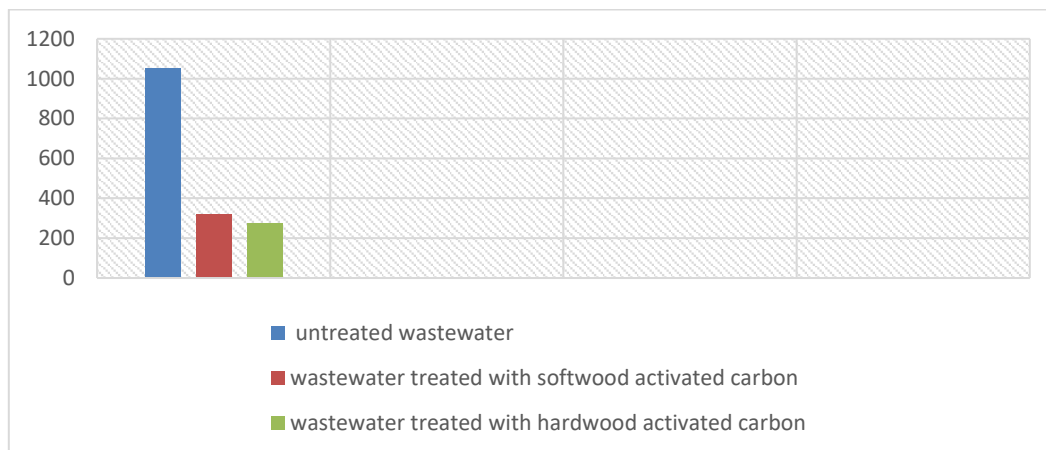 1200
1000
800
600
400
200
0
untreated wastewater
wastewater treated with softwood activated carbon
wastewater treated with hardwood activated carbon